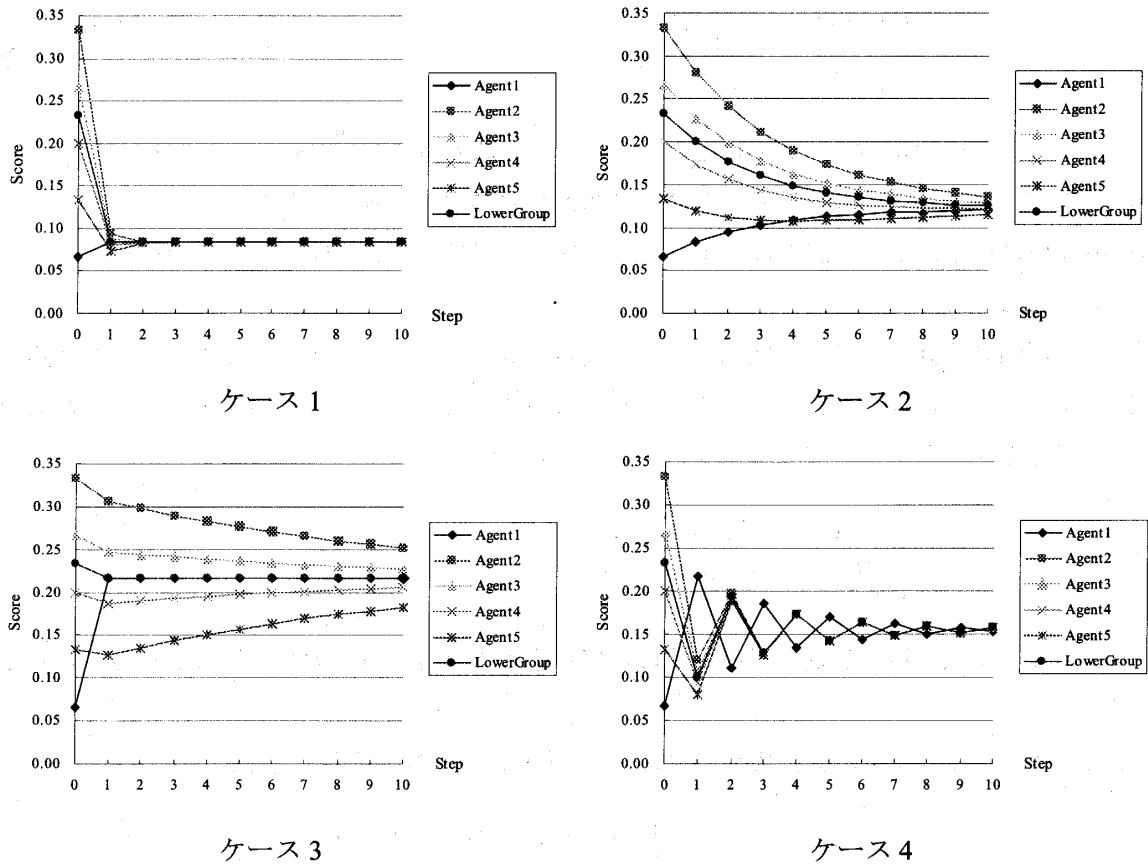 0.35
0.30
0.25
0.20
0.15
0.10
0.05
0.00
Score
0 1 2 3 4 5 6 7 8 9 10
Step
Agent1
Agent2
Agent3
Agent4
Agent5
LowerGroup
ケース 1
0.35
0.30
0.25
0.20
0.15
0.10
0.05
0.00
Score
0 1 2 3 4 5 6 7 8 9 10
Step
Agent1
Agent2
Agent3
Agent4
Agent5
LowerGroup
ケース 2
0.35
0.30
0.25
0.20
0.15
0.10
0.05
0.00
Score
0 1 2 3 4 5 6 7 8 9 10
Step
Agent1
Agent2
Agent3
Agent4
Agent5
LowerGroup
ケース 3
0.35
0.30
0.25
0.20
0.15
0.10
0.05
0.00
Score
0 1 2 3 4 5 6 7 8 9 10
Step
Agent1
Agent2
Agent3
Agent4
Agent5
LowerGroup
ケース 4